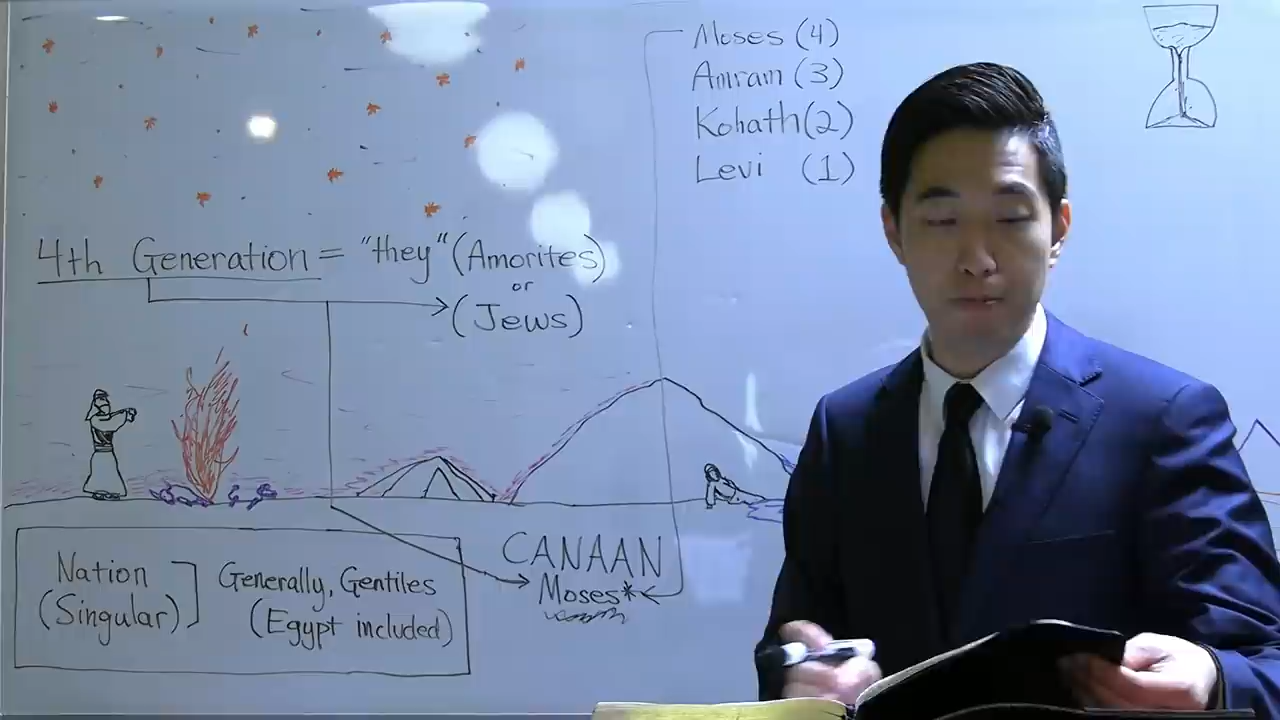 Moses (4)
Amram (3)
Kohath (2)
Levi (1)
4th Generation = "they" (Amorites)
or
(Jews)
CANAAN
Moses*
Nation
(Singular)
Generally, Gentiles
(Egypt included)